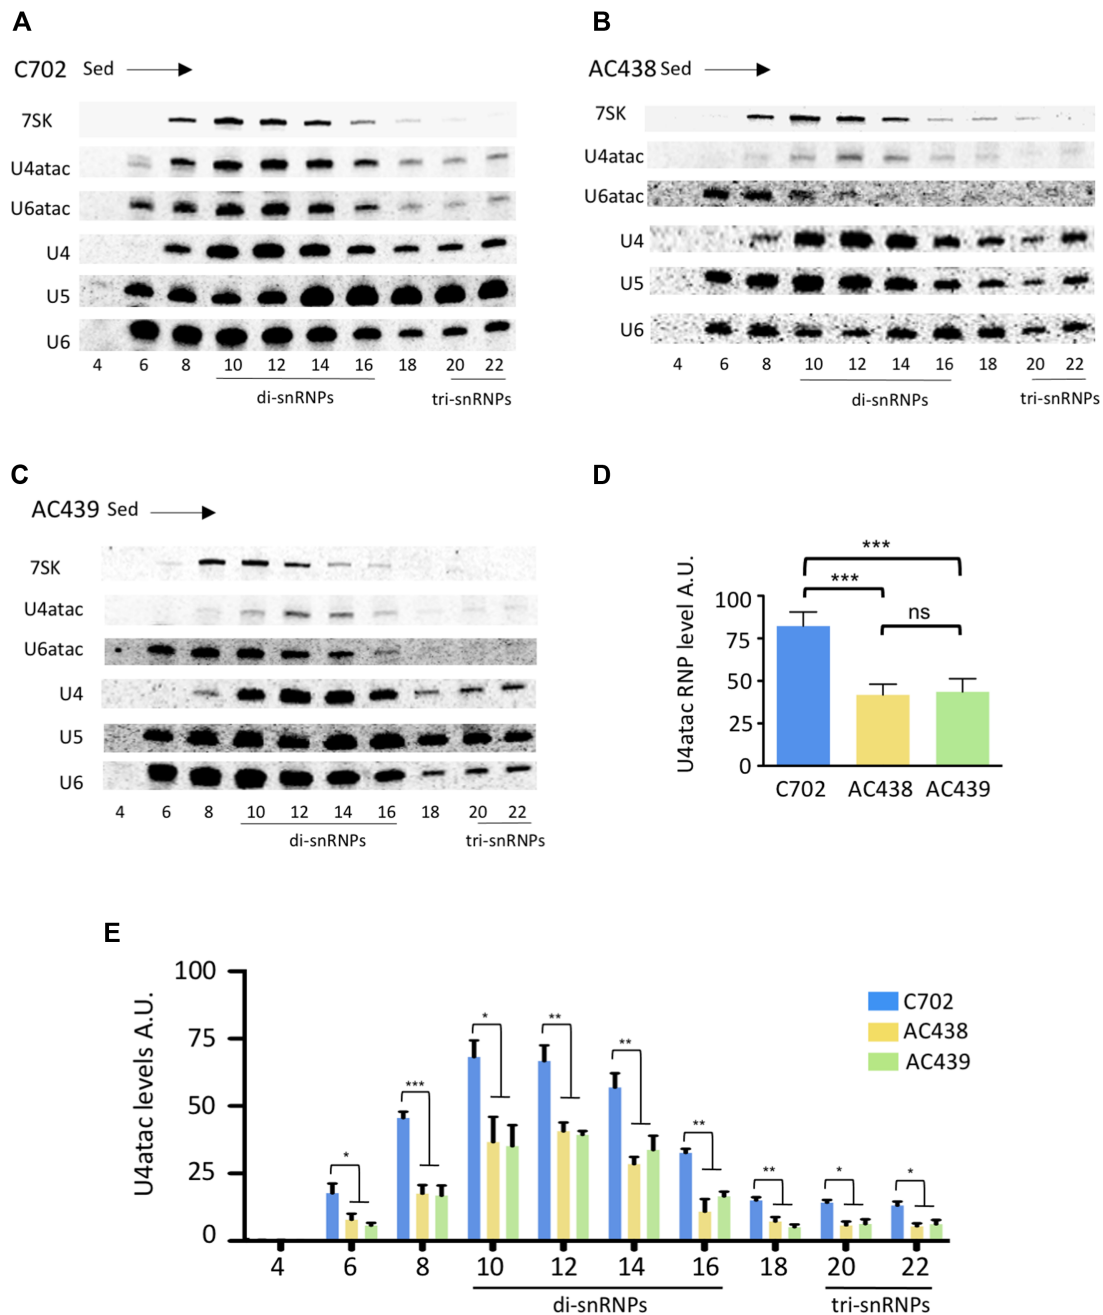 A
C702 Sed
7SK
U4atac
U6atac
U4
U5
U6
4 6 8 10 12 14 16 18 20 22
di-snRNPs tri-snRNPs
B
AC438 Sed
7SK
U4atac
U6atac
U4
U5
U6
4 6 8 10 12 14 16 18 20 22
di-snRNPs tri-snRNPs
C
AC439 Sed
7SK
U4atac
U6atac
U4
U5
U6
4 6 8 10 12 14 16 18 20 22
di-snRNPs tri-snRNPs
D
U4atac RNP level A.U.
***
***
ns
100
75
50
25
0
C702 AC438 AC439
E
U4atac levels A.U.
100
75
50
25
0
* *** * ** ** ** ** * *
C702
AC438
AC439
4 6 8 10 12 14 16 18 20 22
di-snRNPs tri-snRNPs